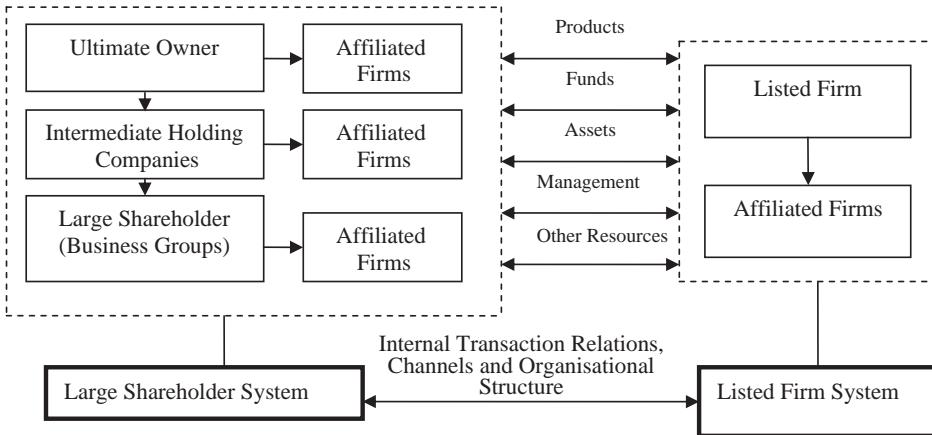 Ultimate Owner
Affiliated
Firms
Intermediate Holding
Companies
Affiliated
Firms
Large Shareholder
(Business Groups)
Affiliated
Firms
Products
Funds
Assets
Management
Other Resources
Listed Firm
Affiliated Firms
Large Shareholder System
Internal Transaction Relations,
Channels and Organisational
Structure
Listed Firm System